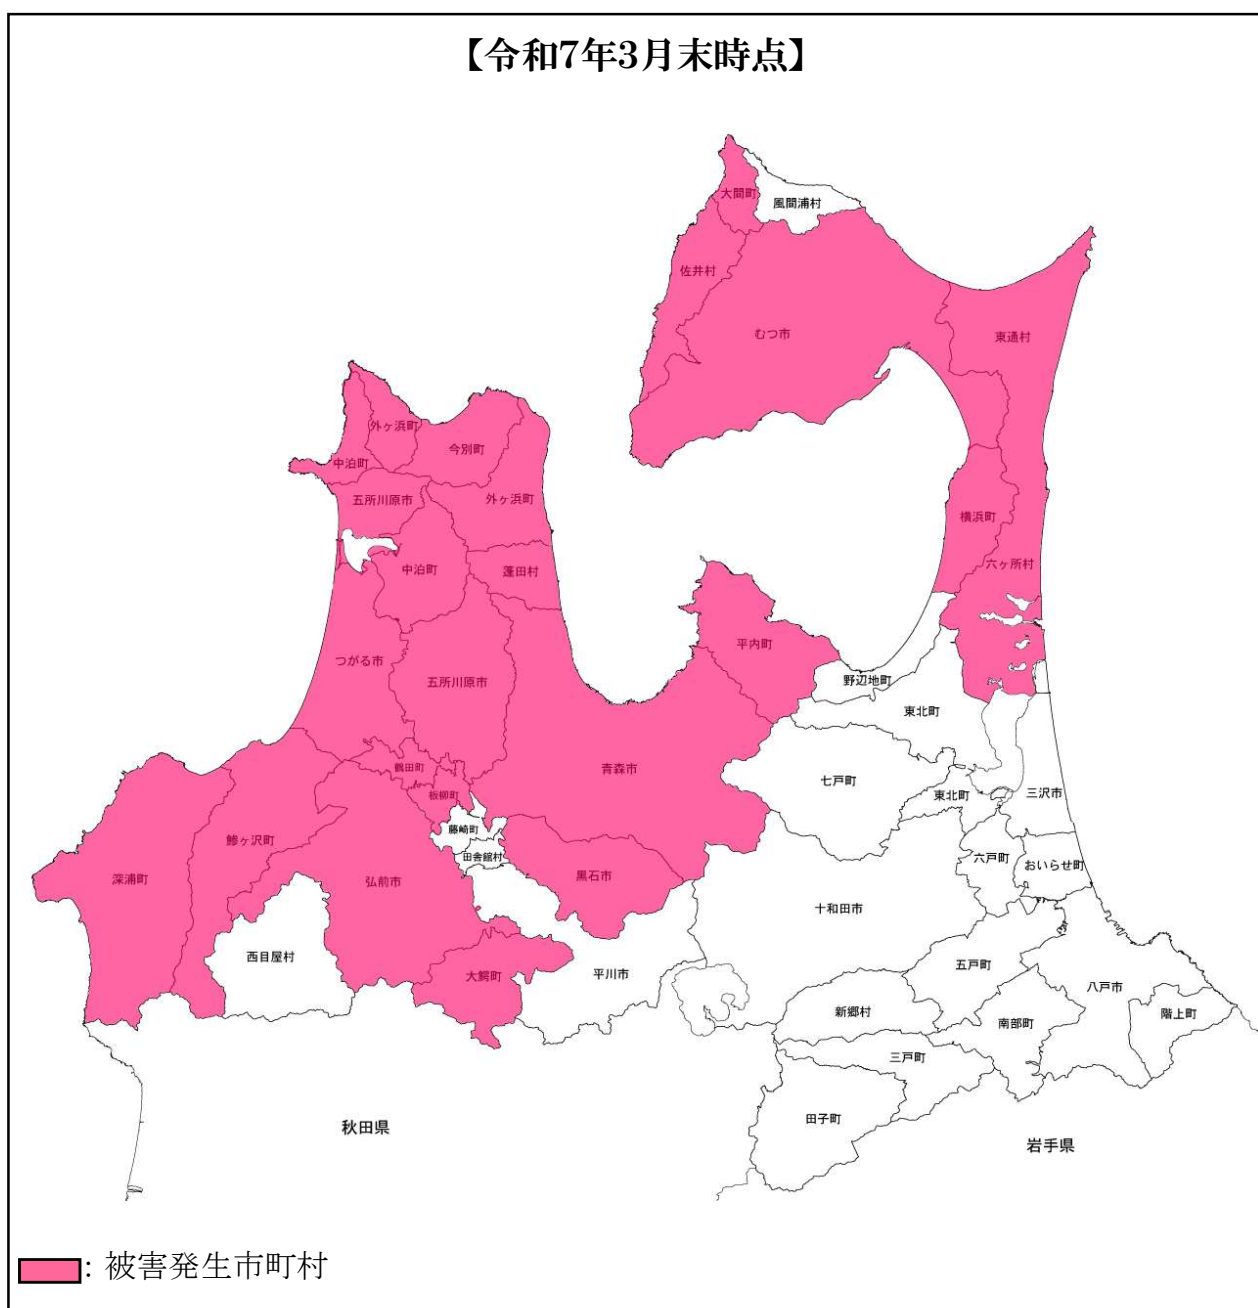 【令和7年3月末時点】
大間町
風間浦村
佐井村
むつ市
東通村
外ヶ浜町
今別町
中泊町
五所川原市
外ヶ浜町
横浜町
六ヶ所村
中泊町
蓬田村
平内町
つがる市
五所川原市
野辺地町
東北町
青森市
鶴田町
七戸町
板柳町
東北町
三沢市
藤崎町
鰺ヶ沢町
田舎館村
六戸町
おいらせ町
深浦町
弘前市
黒石市
十和田市
西目屋村
大鰐町
平川市
五戸町
八戸市
新郷村
南部町
階上町
三戸町
田子町
秋田県
岩手県
: 被害発生市町村